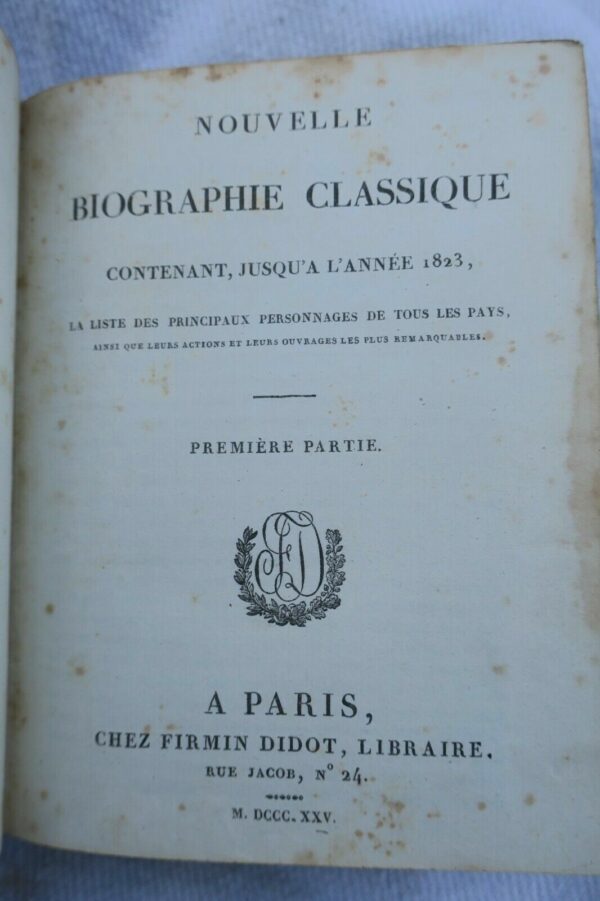 NOUVELLE
BIOGRAPHIE CLASSIQUE
CONTENANT, JUSQU'A L'ANNÉE 1823,
LA LISTE DES PRINCIPAUX PERSONNAGES DE TOUS LES PAYS,
AINSI QUE LEURS ACTIONS ET LEURS OUVRAGES LES PLUS REMARQUABLES.
PREMIÈRE PARTIE.
FD
A PARIS,
CHEZ FIRMIN DIDOT, LIBRAIRE,
RUE JACOB, N° 24.
M. DCCC. XXV.